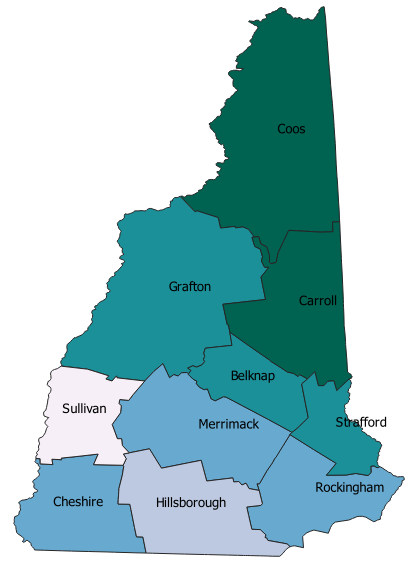 Coos
Grafton
Carroll
Belknap
Sullivan
Merrimack
Strafford
Cheshire
Hillsborough
Rockingham